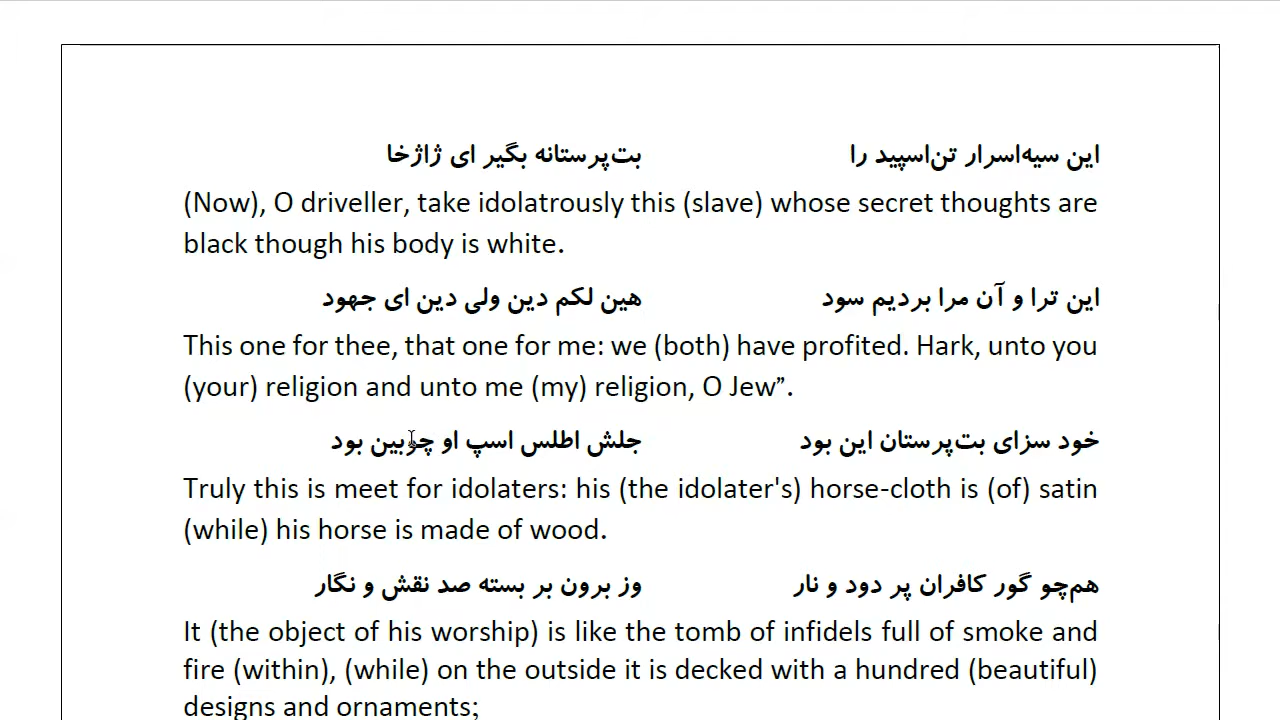 این سیه‌اسرار تن‌اسپید را بت‌پرستانه بگیر ای ژاژخا
(Now), O driveller, take idolatrously this (slave) whose secret thoughts are
black though his body is white.
این ترا و آن مرا بردیم سود هین لکم دین ولی دین ای جهود
This one for thee, that one for me: we (both) have profited. Hark, unto you
(your) religion and unto me (my) religion, O Jew”.
خود سزای بت‌پرستان این بود جلش اطلس اسپ او چوبین بود
Truly this is meet for idolaters: his (the idolater's) horse-cloth is (of) satin
(while) his horse is made of wood.
هم‌چو گور کافران پر دود و نار وز برون بر بسته صد نقش و نگار
It (the object of his worship) is like the tomb of infidels full of smoke and
fire (within), (while) on the outside it is decked with a hundred (beautiful)
designs and ornaments;